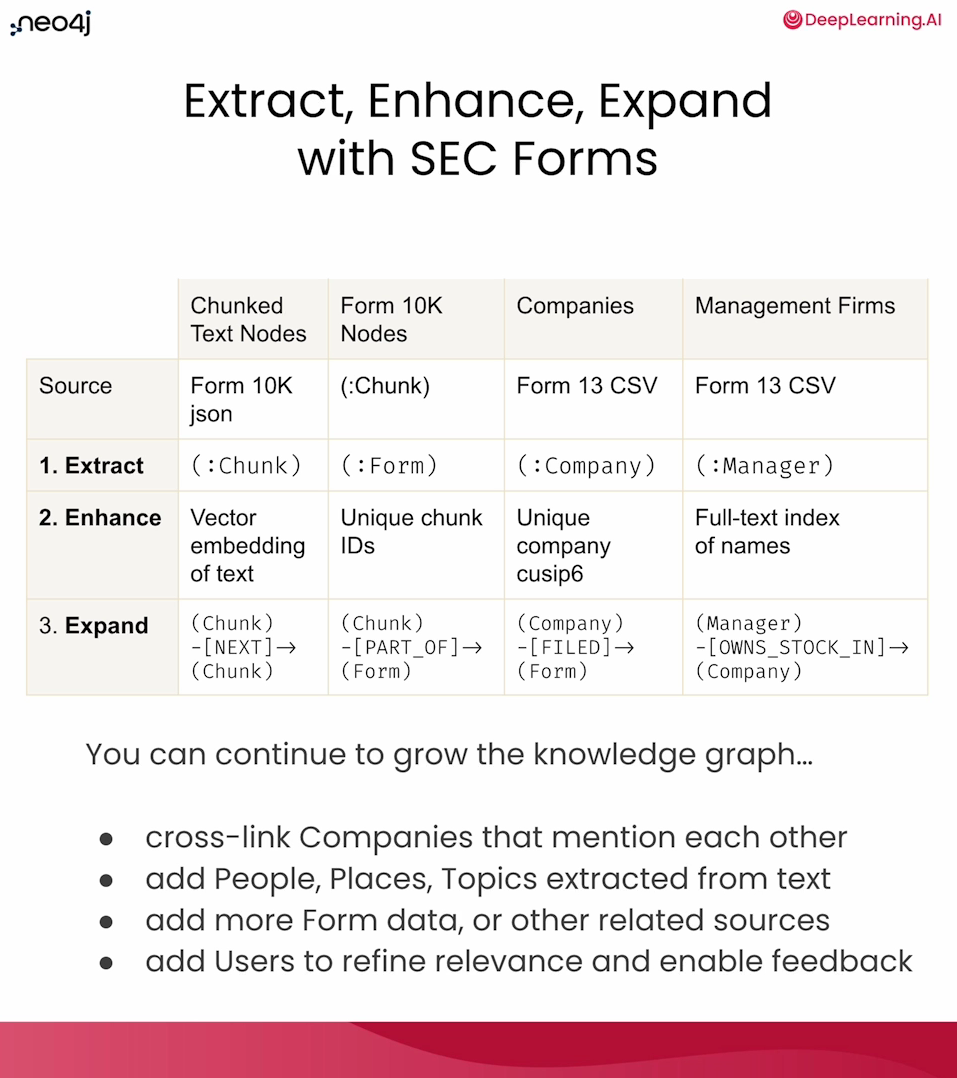 neo4j
DeepLearning.AI
Extract, Enhance, Expand
with SEC Forms
Chunked
Text Nodes
Form 10K
Nodes
Companies
Management Firms
Source
Form 10K
json
(:Chunk)
Form 13 CSV
Form 13 CSV
1. Extract
(:Chunk)
(:Form)
(:Company)
(:Manager)
2. Enhance
Vector
embedding
of text
Unique chunk
IDs
Unique
company
cusip6
Full-text index
of names
3. Expand
(Chunk)
-[NEXT]→
(Chunk)
(Chunk)
-[PART_OF]→
(Form)
(Company)
-[FILED]→
(Form)
(Manager)
-[OWNS_STOCK_IN]→
(Company)
You can continue to grow the knowledge graph…
● cross-link Companies that mention each other
● add People, Places, Topics extracted from text
● add more Form data, or other related sources
● add Users to refine relevance and enable feedback